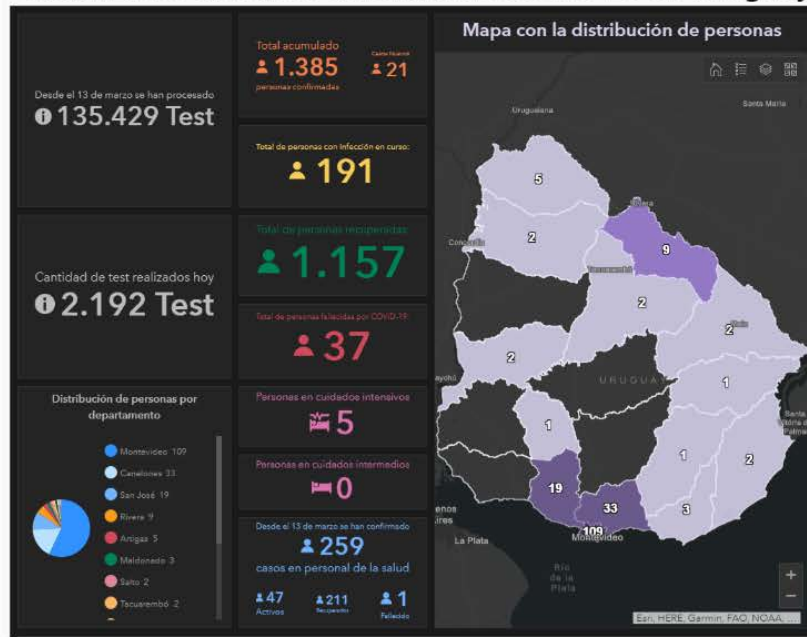 Desde el 13 de marzo se han procesado
135.429 Test
Cantidad de test realizados hoy
2.192 Test
Distribución de personas por
departamento
Montevideo 109
Canelones 33
San José 19
Rivera 9
Artigas 5
Maldonado 3
Salto 2
Tacuarembó 2
Total acumulado
1.385
personas confirmadas
21
Total de personas con infección en curso:
191
Total de personas recuperadas:
1.157
Total de personas fallecidas por COVID-19:
37
Personas en cuidados intensivos
5
Personas en cuidados intermedios
0
Desde el 13 de marzo se han confirmado
259
casos en personal de la salud
47
Activos
211
Recuperados
1
Fallecido
Mapa con la distribución de personas
Uruguaiana
Santa Maria
5
Rivera
Concordia
2
9
Tacuarembó
2
2
Melo
2
URUGUAY
1
1
1
2
19
33
3
109
Montevideo
La Plata
Río
de la
Plata
+
−
Esri, HERE, Garmin, FAO, NOAA, ...